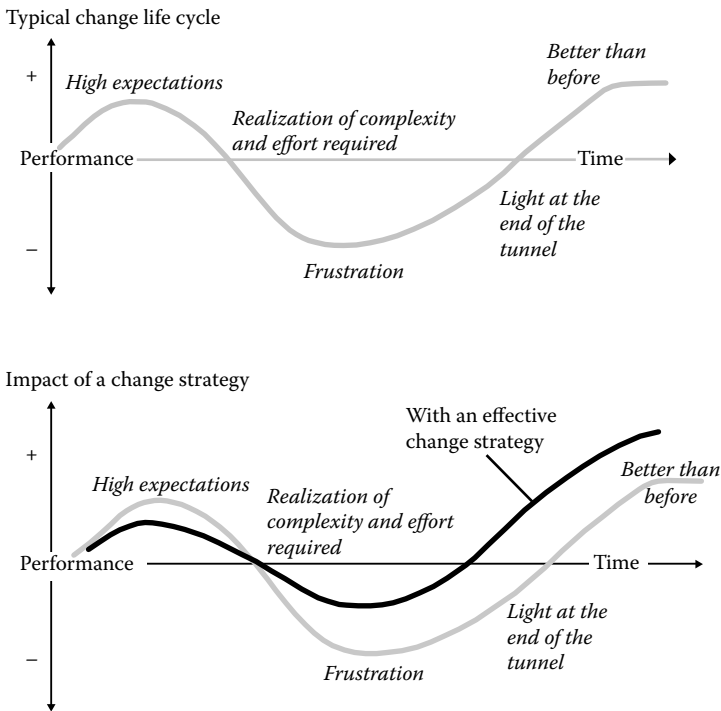 Typical change life cycle
+
High expectations
Better than
before
Realization of complexity
and effort required
Performance
Time
Light at the
end of the
tunnel
–
Frustration
Impact of a change strategy
With an effective
change strategy
+
High expectations
Better than
before
Realization of
complexity and effort
required
Performance
Time
Light at the
end of the
tunnel
–
Frustration